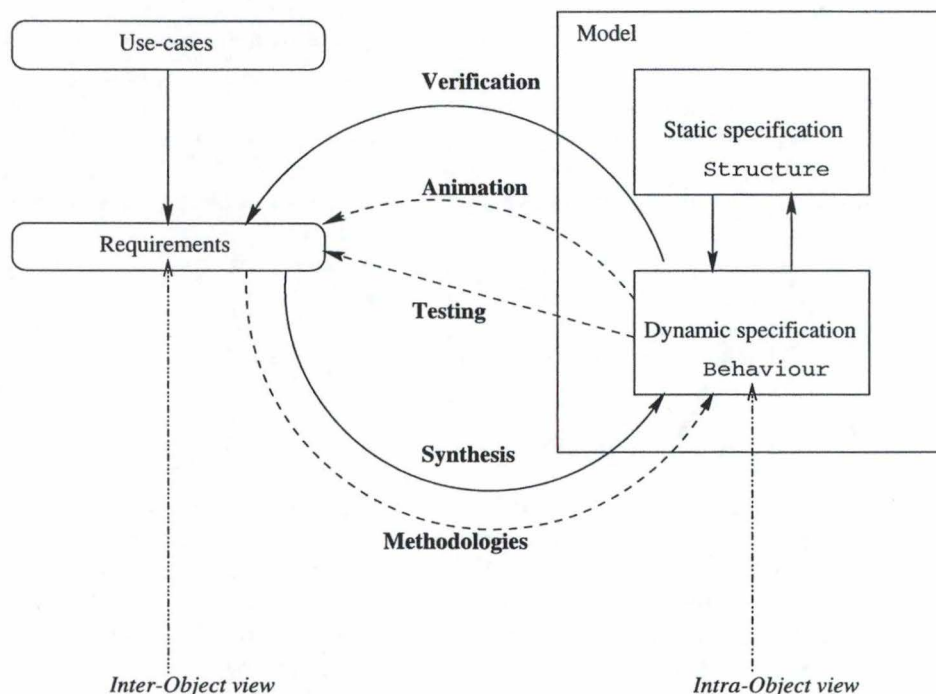 Use-cases
Model
Verification
Static specification
Structure
Animation
Requirements
Testing
Dynamic specification
Behaviour
Synthesis
Methodologies
Inter-Object view
Intra-Object view